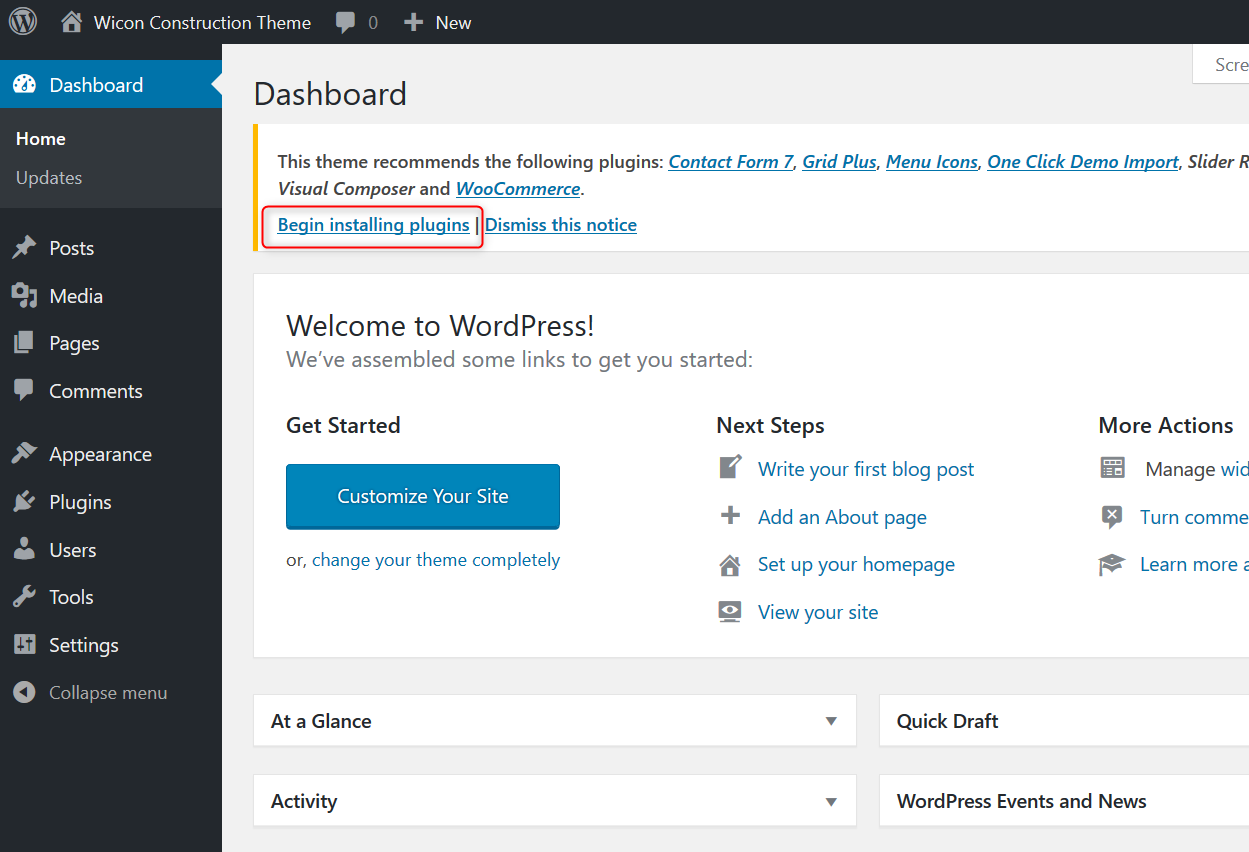 Wicon Construction Theme 0 New
Dashboard
Home
Updates
Posts
Media
Pages
Comments
Appearance
Plugins
Users
Tools
Settings
Collapse menu
Dashboard
This theme recommends the following plugins: Contact Form 7, Grid Plus, Menu Icons, One Click Demo Import, Slider
Visual Composer and WooCommerce.
Begin installing plugins | Dismiss this notice
Welcome to WordPress!
We've assembled some links to get you started:
Get Started
Customize Your Site
or, change your theme completely
Next Steps
Write your first blog post
Add an About page
Set up your homepage
View your site
More Actions
Manage
Turn
Learn more
At a Glance
Activity
Quick Draft
WordPress Events and News